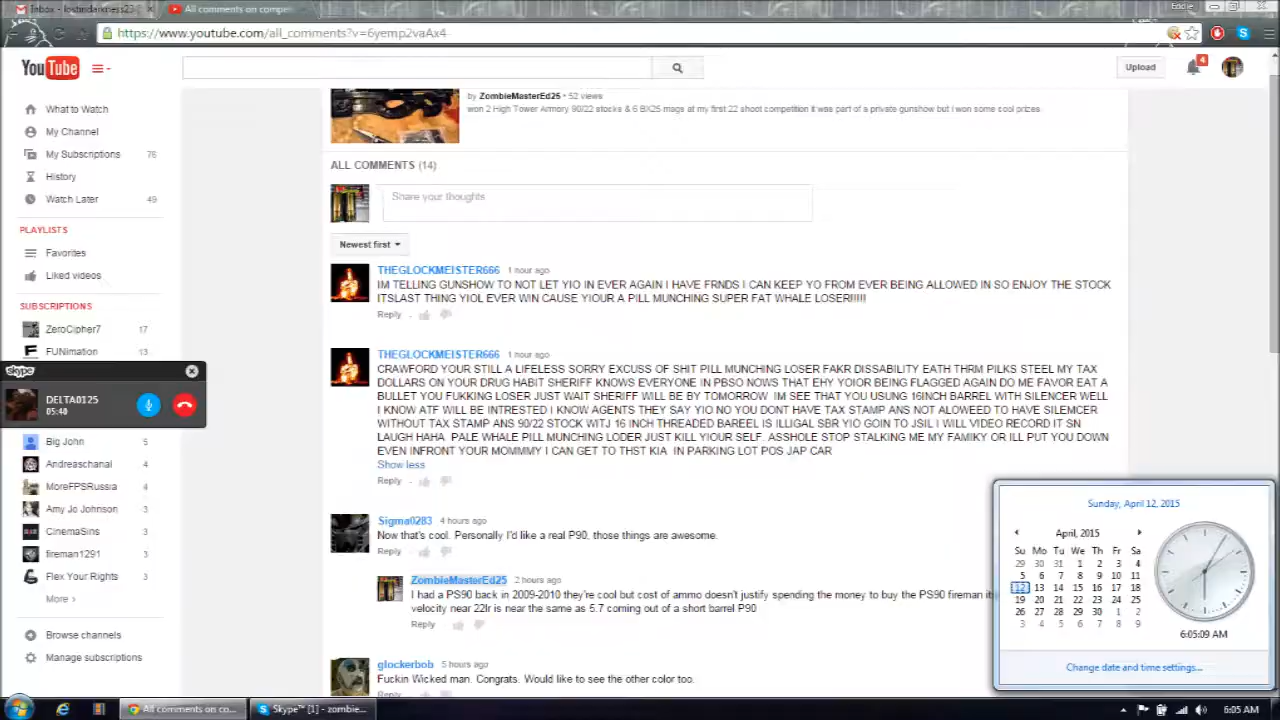 Inbox - lostindarkness23@
All comments on compe
Eddie
https://www.youtube.com/all_comments?v=6yemp2vaAx4
YouTube
Upload
4
What to Watch
My Channel
My Subscriptions 76
History
Watch Later 49
PLAYLISTS
Favorites
Liked videos
SUBSCRIPTIONS
ZeroCipher7 17
FUNimation 13
skype
DELTA0125
05:40
Big John 5
Andreaschanal 4
MoreFPSRussia 4
Amy Jo Johnson 3
CinemaSins 3
fireman1291 3
Flex Your Rights 3
More ›
Browse channels
Manage subscriptions
by ZombieMasterEd25 • 52 views
won 2 High Tower Armory 90/22 stocks & 6 BX25 mags at my first 22 shoot competition it was part of a private gunshow but i won some cool prizes.
ALL COMMENTS (14)
Share your thoughts
Newest first
THEGLOCKMEISTER666 1 hour ago
IM TELLING GUNSHOW TO NOT LET YIO IN EVER AGAIN I HAVE FRNDS I CAN KEEP YO FROM EVER BEING ALLOWED IN SO ENJOY THE STOCK
ITSLAST THING YIOL EVER WIN CAUSE YIOUR A PILL MUNCHING SUPER FAT WHALE LOSER!!!!!
Reply
THEGLOCKMEISTER666 1 hour ago
CRAWFORD YOUR STILL A LIFELESS SORRY EXCUSS OF SHIT PILL MUNCHING LOSER FAKR DISSABILITY EATH THRM PILKS STEEL MY TAX
DOLLARS ON YOUR DRUG HABIT SHERIFF KNOWS EVERYONE IN PBSO NOWS THAT EHY YOIOR BEING FLAGGED AGAIN DO ME FAVOR EAT A
BULLET YOU FUKKING LOSER JUST WAIT SHERIFF WILL BE BY TOMORROW  IM SEE THAT YOU USUNG 16INCH BARREL WITH SILENCER WELL
I KNOW ATF WILL BE INTRESTED I KNOW AGENTS THEY SAY YIO NO YOU DONT HAVE TAX STAMP ANS NOT ALOWEED TO HAVE SILEMCER
WITHOUT TAX STAMP ANS 90/22 STOCK WITJ 16 INCH THREADED BAREEL IS ILLIGAL SBR YIO GOIN TO JSIL I WILL VIDEO RECORD IT SN
LAUGH HAHA  PALE WHALE PILL MUNCHING LODER JUST KILL YIOUR SELF. ASSHOLE STOP STALKING ME MY FAMIKY OR ILL PUT YOU DOWN
EVEN INFRONT YOUR MOMMMY I CAN GET TO THST KIA  IN PARKING LOT POS JAP CAR
Show less
Reply
Sigma0283 4 hours ago
Now that's cool. Personally I'd like a real P90, those things are awesome.
Reply
ZombieMasterEd25 2 hours ago
I had a PS90 back in 2009-2010 they're cool but cost of ammo doesn't justify spending the money to buy the PS90 fireman it
velocity near 22lr is near the same as 5.7 coming out of a short barrel P90
Reply
glockerbob 5 hours ago
Fuckin Wicked man. Congrats. Would like to see the other color too.
Reply
Sunday, April 12, 2015
April, 2015
Su Mo Tu We Th Fr Sa
29 30 31 1 2 3 4
5 6 7 8 9 10 11
12 13 14 15 16 17 18
19 20 21 22 23 24 25
26 27 28 29 30 1 2
3 4 5 6 7 8 9
6:05:09 AM
Change date and time settings...
All comments on co...
Skype™ [1] - zombie...
6:05 AM